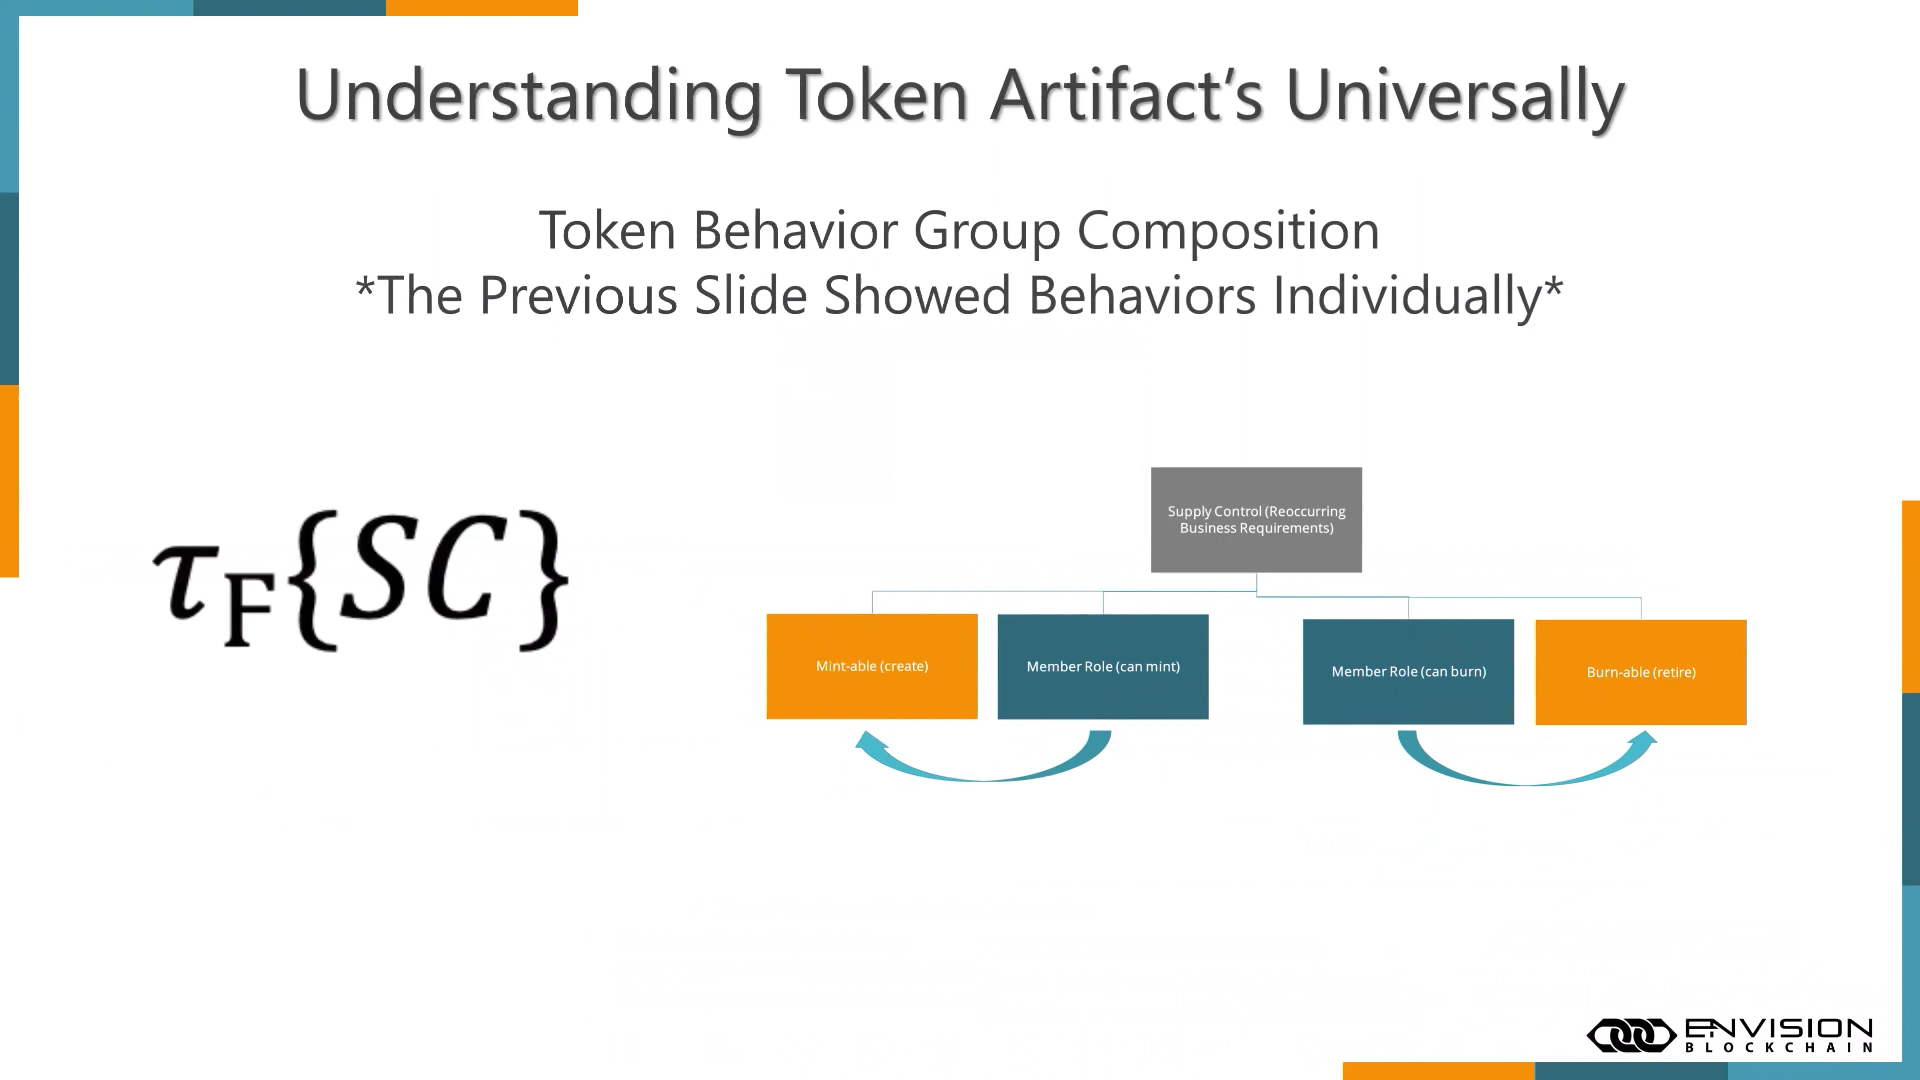 Understanding Token Artifact’s Universally
Token Behavior Group Composition
*The Previous Slide Showed Behaviors Individually*
τF{SC}
Supply Control (Reoccurring
Business Requirements)
Mint-able (create)
Member Role (can mint)
Member Role (can burn)
Burn-able (retire)
ENVISION
BLOCKCHAIN